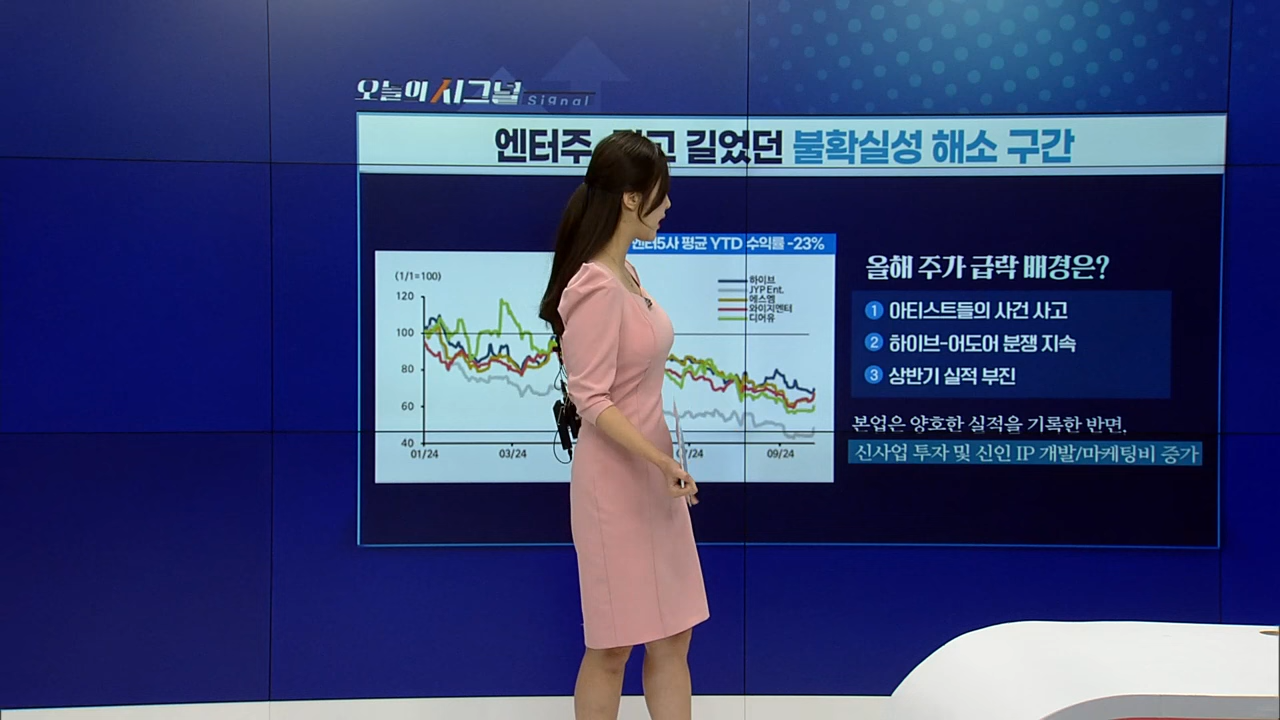 오늘의 시그널
Signal
엔터주, 고 길었던 불확실성 해소 구간
엔터5사 평균 YTD 수익률 -23%
(1/1=100)
120
100
80
60
40
01/24
03/24
/24
09/24
하이브
JYP Ent.
에스엠
와이지엔터
디어유
올해 주가 급락 배경은?
1 아티스트들의 사건 사고
2 하이브-어도어 분쟁 지속
3 상반기 실적 부진
본업은 양호한 실적을 기록한 반면,
신사업 투자 및 신인 IP 개발/마케팅비 증가